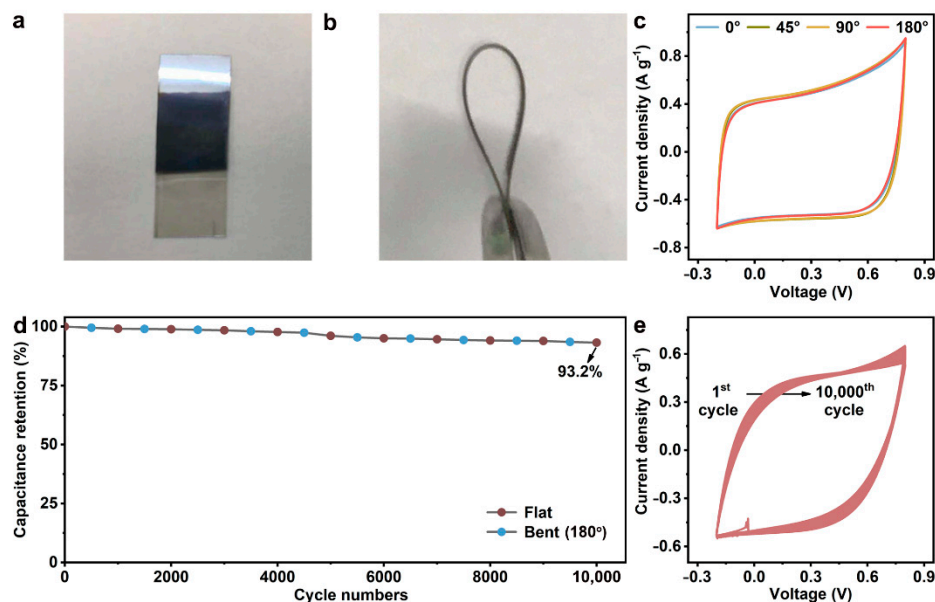 a
b
c
0° 45° 90° 180°
Current density (A g⁻¹)
0.8
0.4
0.0
−0.4
−0.8
−0.3 0.0 0.3 0.6 0.9
Voltage (V)
d
Capacitance retention (%)
100
75
50
25
0
93.2%
Flat
Bent (180°)
0 2000 4000 6000 8000 10,000
Cycle numbers
e
Current density (A g⁻¹)
0.6
0.3
0.0
−0.3
−0.6
1st
cycle
10,000th
cycle
−0.3 0.0 0.3 0.6 0.9
Voltage (V)